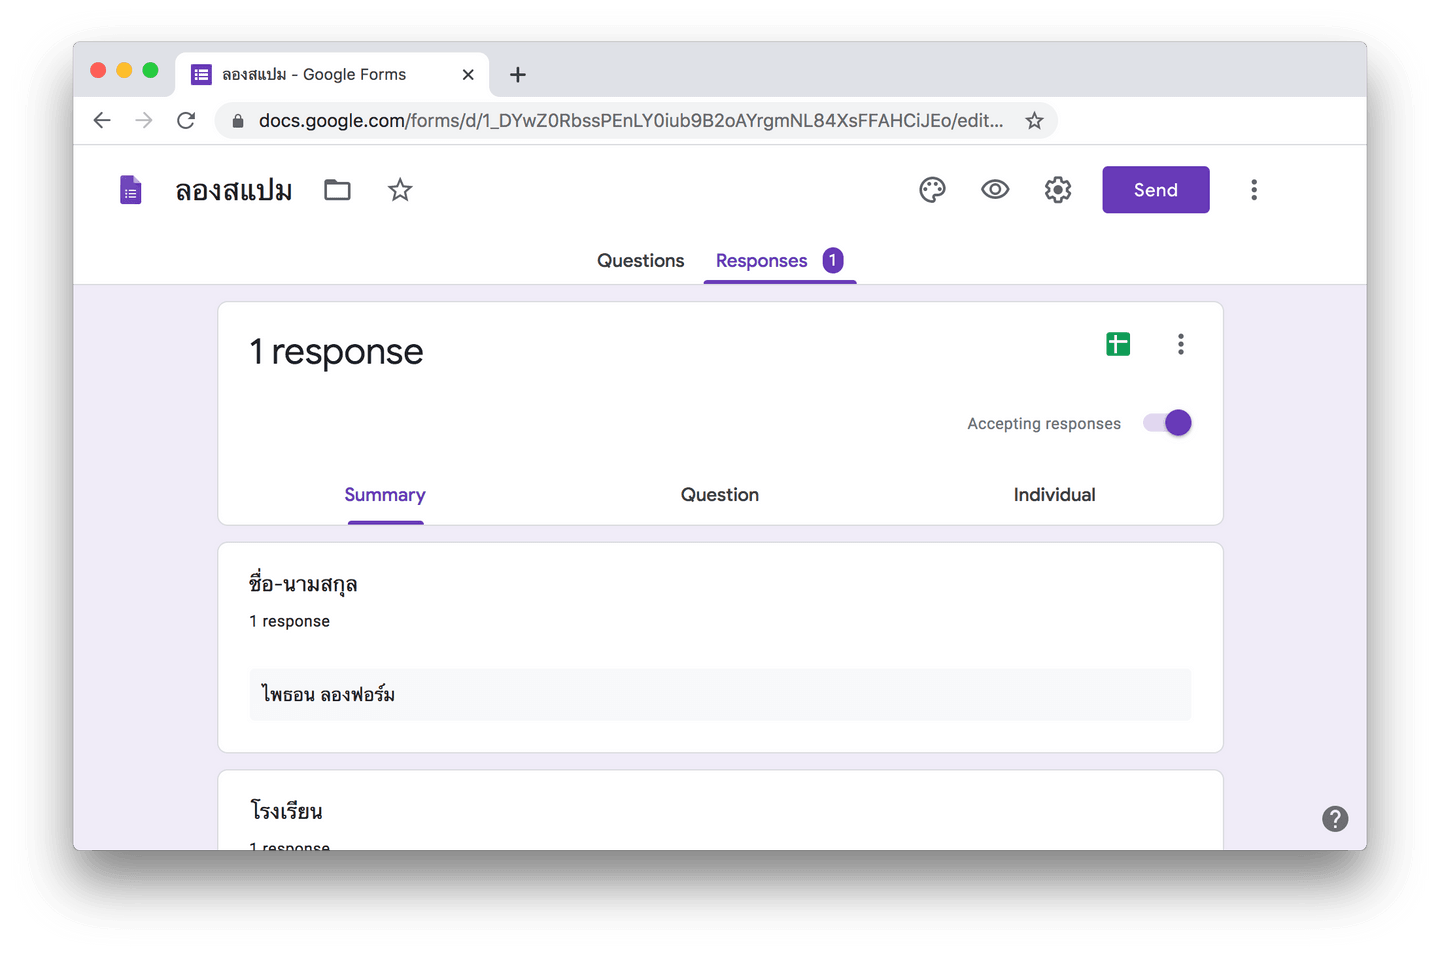 ลองสแปม - Google Forms
docs.google.com/forms/d/1_DYwZ0RbssPEnLY0iub9B2oAYrgmNL84XsFFAHCiJEo/edit...
ลองสแปม
Send
Questions Responses 1
1 response
Accepting responses
Summary Question Individual
ชื่อ-นามสกุล
1 response
ไพธอน ลองฟอร์ม
โรงเรียน
1 response